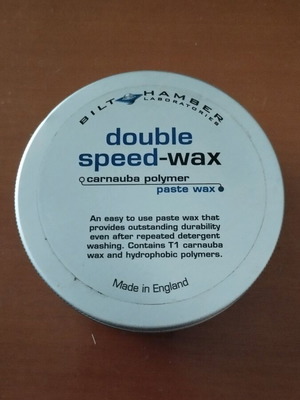 BILT HAMBER
LABORATORIES
double
speed-wax
carnauba polymer
paste wax
An easy to use paste wax that
provides outstanding durability
even after repeated detergent
washing. Contains T1 carnauba
wax and hydrophobic polymers.
Made in England